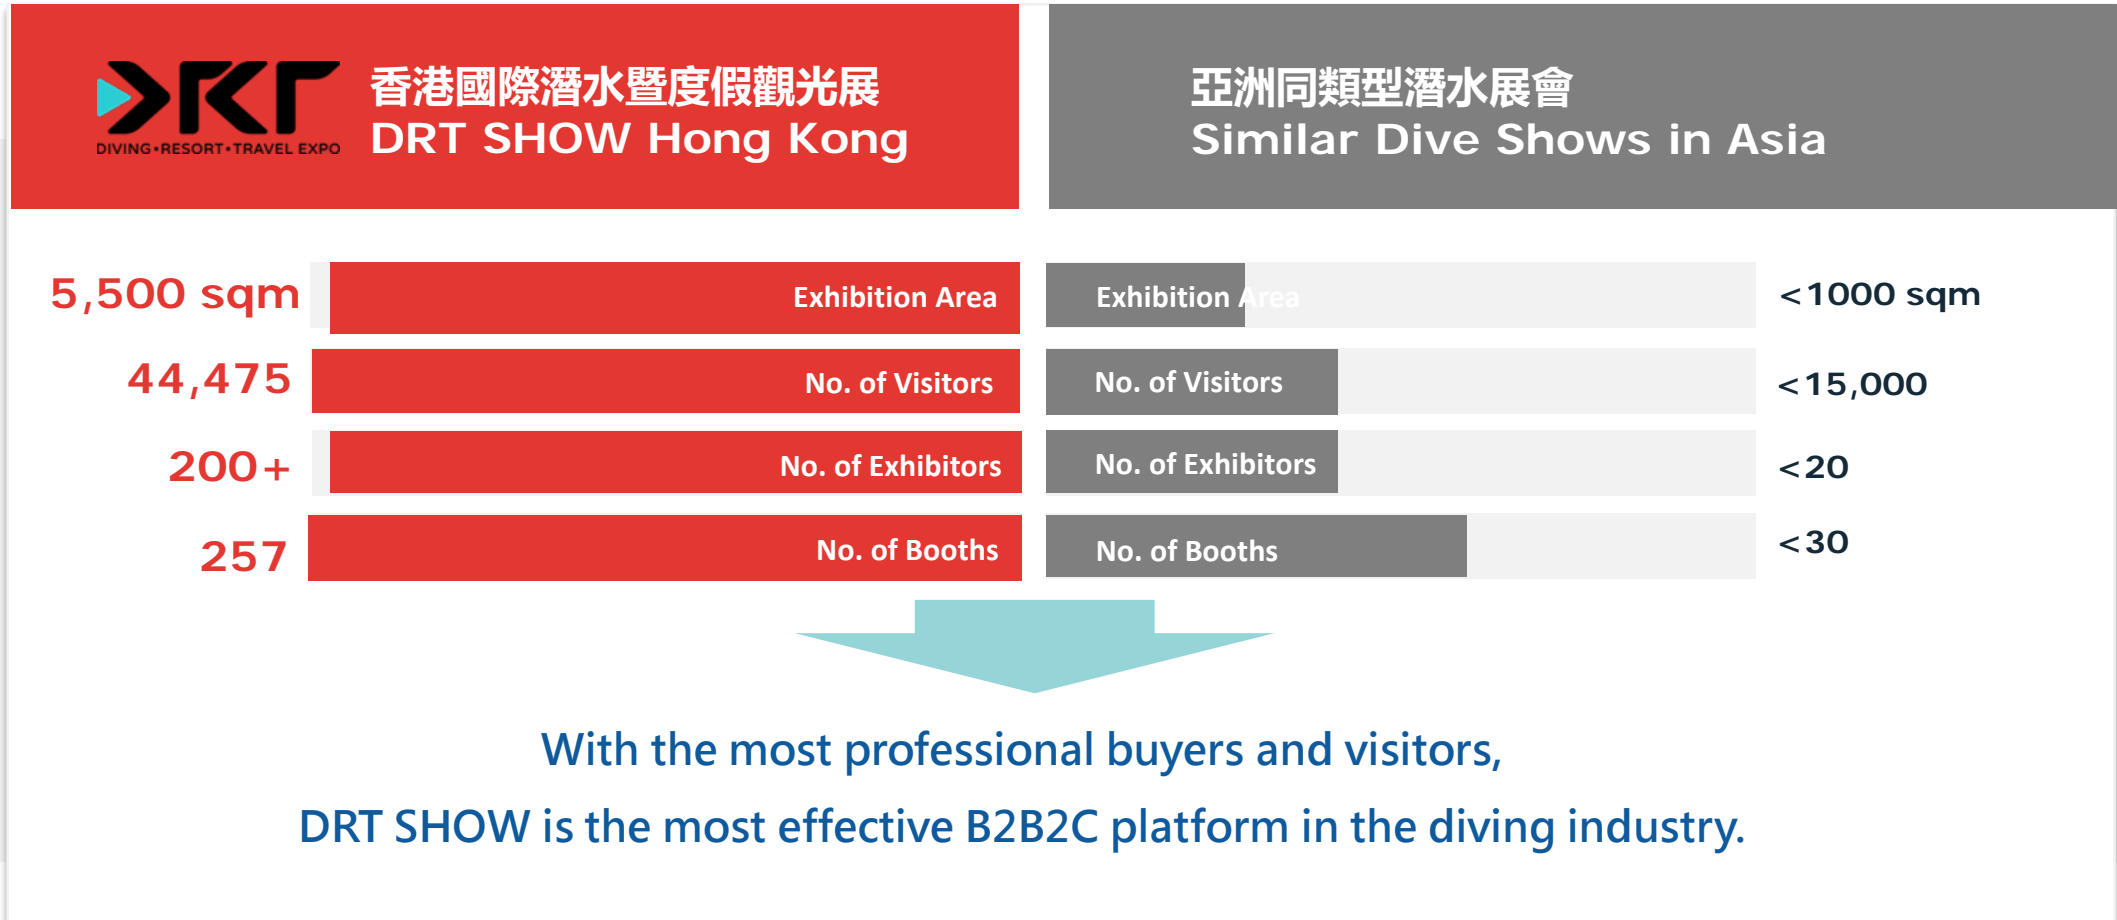 DRT
DIVING•RESORT•TRAVEL EXPO
香港國際潛水暨度假觀光展
DRT SHOW Hong Kong
亞洲同類型潛水展會
Similar Dive Shows in Asia
5,500 sqm
Exhibition Area
Exhibition Area
<1000 sqm
44,475
No. of Visitors
No. of Visitors
<15,000
200+
No. of Exhibitors
No. of Exhibitors
<20
257
No. of Booths
No. of Booths
<30
With the most professional buyers and visitors,
DRT SHOW is the most effective B2B2C platform in the diving industry.